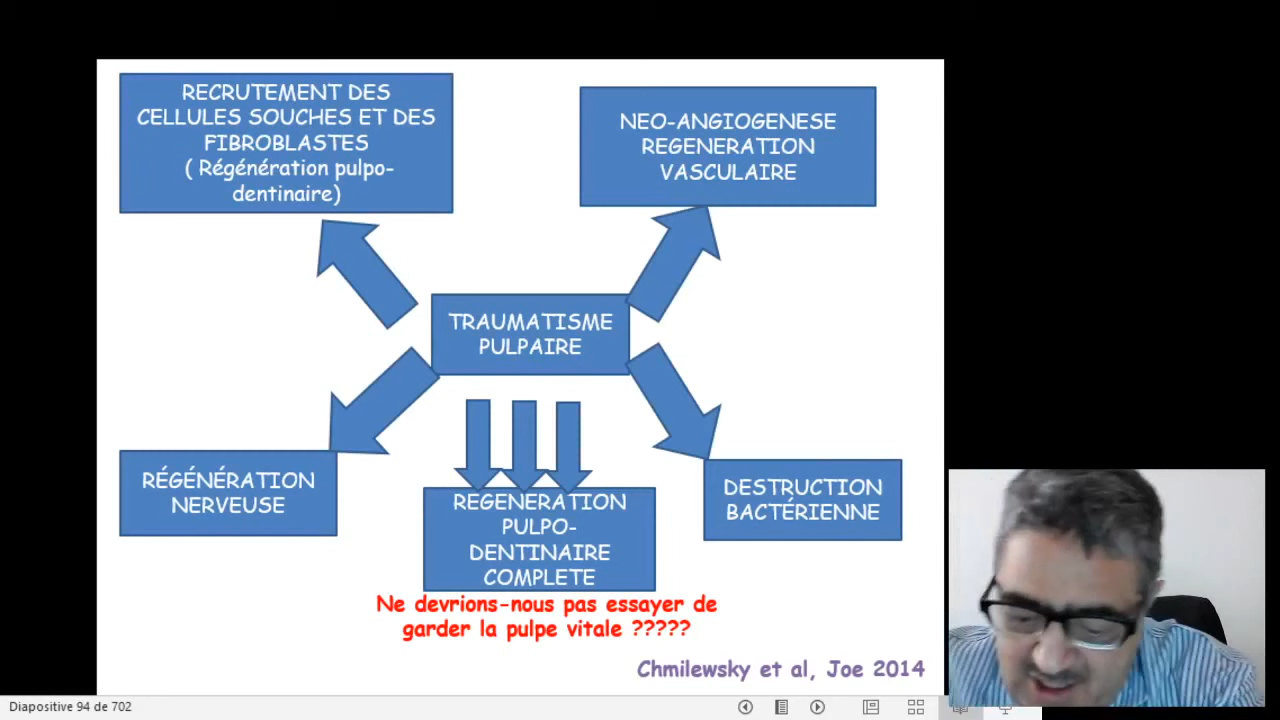 RECRUTEMENT DES
CELLULES SOUCHES ET DES
FIBROBLASTES
( Régénération pulpo-
dentinaire)
NEO-ANGIOGENESE
REGENERATION
VASCULAIRE
TRAUMATISME
PULPAIRE
RÉGÉNÉRATION
NERVEUSE
REGENERATION
PULPO-
DENTINAIRE
COMPLETE
DESTRUCTION
BACTÉRIENNE
Ne devrions-nous pas essayer de
garder la pulpe vitale ?????
Chmilewsky et al, Joe 2014
Diapositive 94 de 702